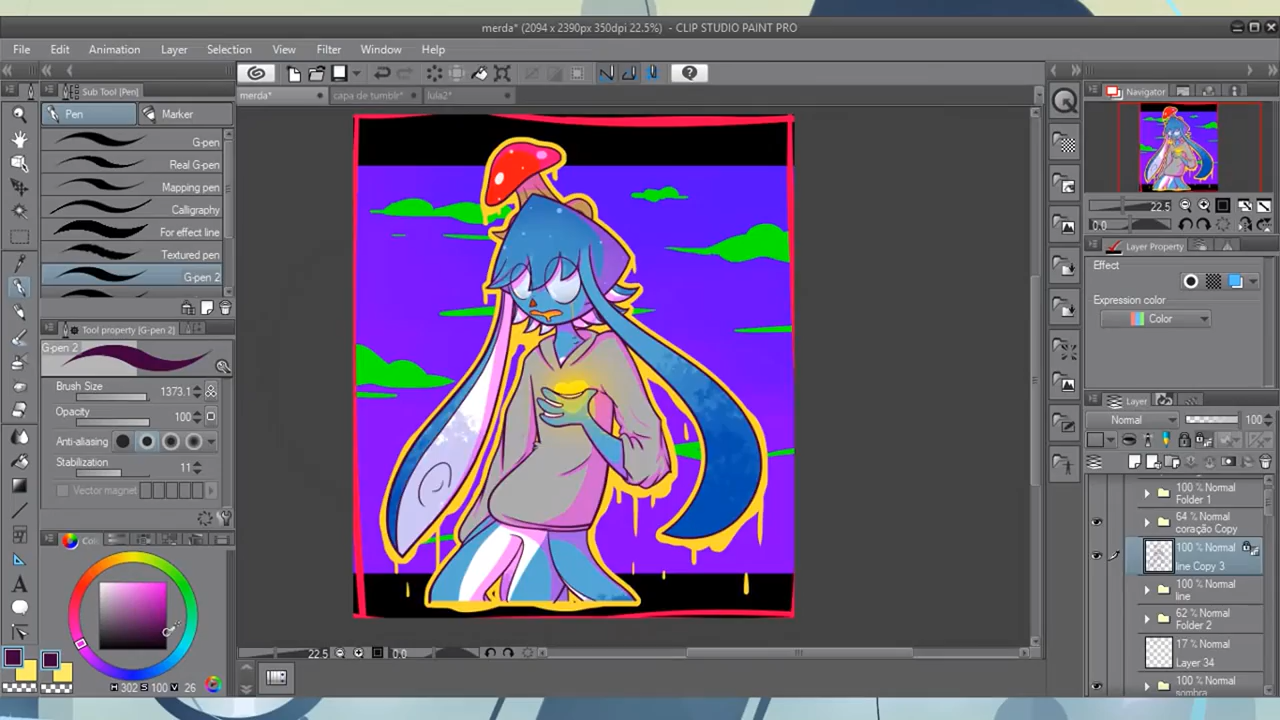 merda* (2094 x 2390px 350dpi 22.5%) - CLIP STUDIO PAINT PRO
File Edit Animation Layer Selection View Filter Window Help
Sub Tool [Pen]
merda* capa de tumblr* lula2*
Navigator
Pen Marker
G-pen
Real G-pen
Mapping pen
Calligraphy
For effect line
Textured pen
G-pen 2
Tool property [G-pen 2]
G-pen 2
Brush Size 1373.1
Opacity 100
Anti-aliasing
Stabilization 11
Vector magnet
H 302 S 100 V 26
22.5 0.0
22.5
0.0
Layer Property
Effect
Expression color
Color
Layer
Normal 100
100 % Normal
Folder 1
64 % Normal
coração Copy
100 % Normal
line Copy 3
100 % Normal
line
62 % Normal
Folder 2
17 % Normal
Layer 34
100 % Normal
sombra